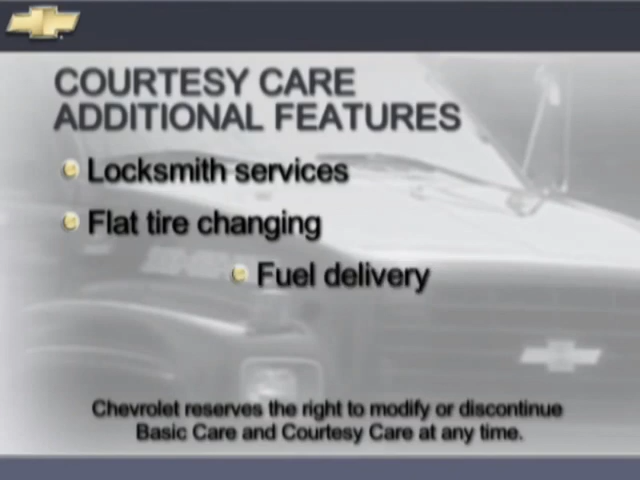 COURTESY CARE
ADDITIONAL FEATURES
Locksmith services
Flat tire changing
Fuel delivery
Chevrolet reserves the right to modify or discontinue
Basic Care and Courtesy Care at any time.